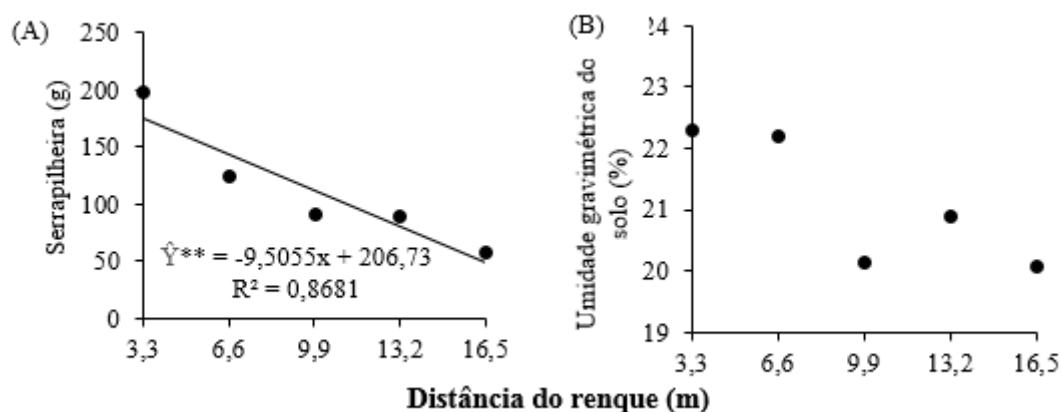 (A)
Serrapilheira (g)
250
200
150
100
50
0
Ŷ** = -9,5055x + 206,73
R² = 0,8681
3,3 6,6 9,9 13,2 16,5
(B)
Umidade gravimétrica do
solo (%)
24
23
22
21
20
19
3,3 6,6 9,9 13,2 16,5
Distância do renque (m)